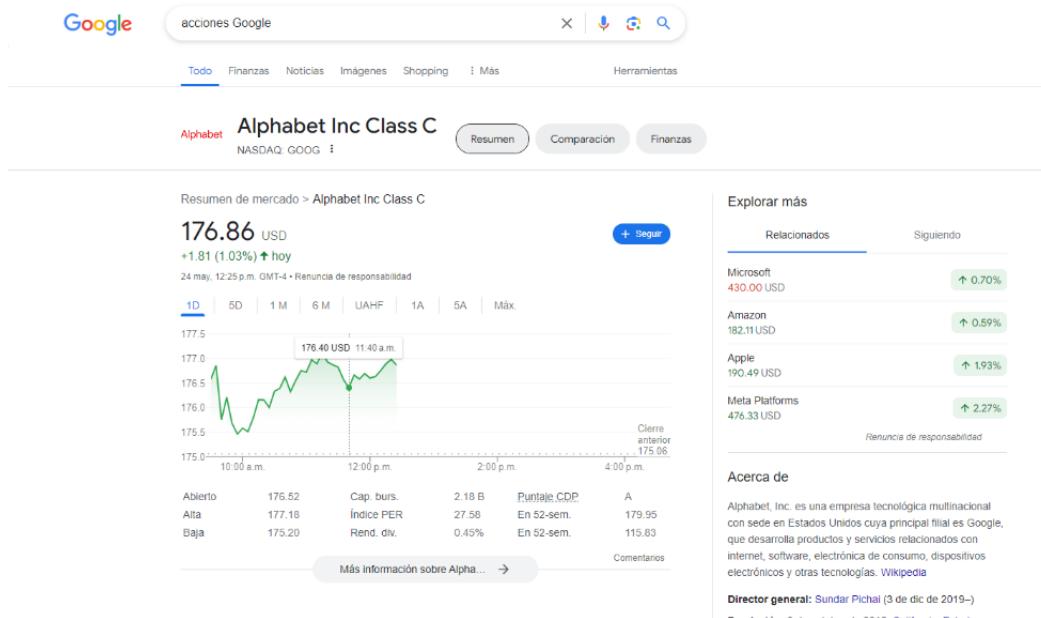 Google
acciones Google
Todo Finanzas Noticias Imágenes Shopping Más Herramientas
Alphabet
Alphabet Inc Class C
NASDAQ: GOOG
Resumen Comparación Finanzas
Resumen de mercado > Alphabet Inc Class C
176.86 USD
+ Seguir
+1.81 (1.03%) ↑ hoy
24 may, 12:25 p.m. GMT-4 • Renuncia de responsabilidad
1D 5D 1 M 6 M UAHF 1A 5A Máx.
177.5
176.40 USD 11:40 a.m.
177.0
176.5
176.0
175.5
175.0
Cierre
anterior
175.06
10:00 a.m. 12:00 p.m. 2:00 p.m. 4:00 p.m.
Abierto 176.52 Cap. burs. 2.18 B Puntaje CDP A
Alta 177.18 Índice PER 27.58 En 52-sem. 179.95
Baja 175.20 Rend. div. 0.45% En 52-sem. 115.83
Más información sobre Alpha... →
Comentarios
Explorar más
Relacionados Siguiendo
Microsoft
430.00 USD ↑ 0.70%
Amazon
182.11 USD ↑ 0.59%
Apple
190.49 USD ↑ 1.93%
Meta Platforms
476.33 USD ↑ 2.27%
Renuncia de responsabilidad
Acerca de
Alphabet, Inc. es una empresa tecnológica multinacional
con sede en Estados Unidos cuya principal filial es Google,
que desarrolla productos y servicios relacionados con
internet, software, electrónica de consumo, dispositivos
electrónicos y otras tecnologías. Wikipedia
Director general: Sundar Pichai (3 de dic de 2019–)